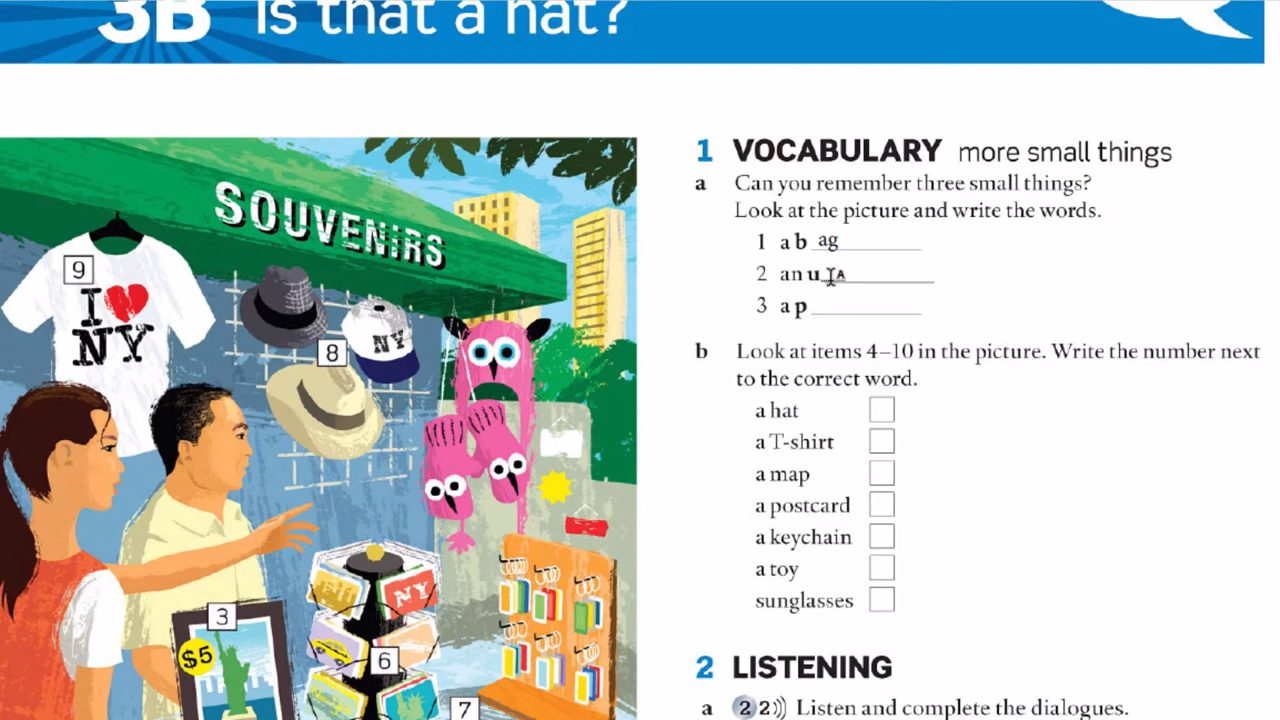 3B Is that a hat?
SOUVENIRS
9
I
NY
NY
8
3
$5
NY
6
7
1 VOCABULARY more small things
a Can you remember three small things?
Look at the picture and write the words.
1 a b ag
2 an u
3 a p
b Look at items 4–10 in the picture. Write the number next
to the correct word.
a hat
a T-shirt
a map
a postcard
a keychain
a toy
sunglasses
2 LISTENING
a 2 2 Listen and complete the dialogues.